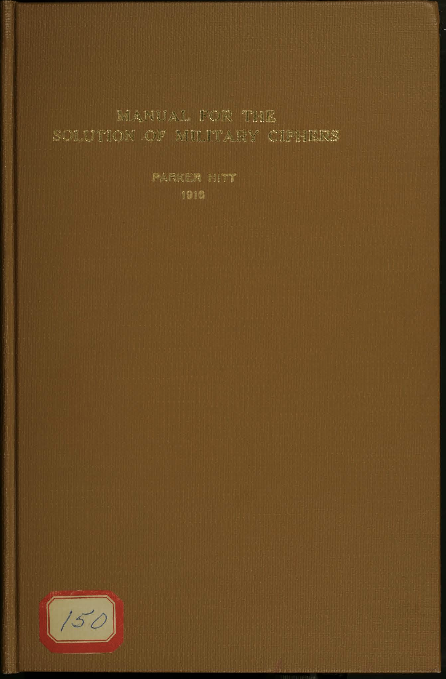 MANUAL FOR THE
SOLUTION OF MILITARY CIPHERS
PARKER HITT
1916
150